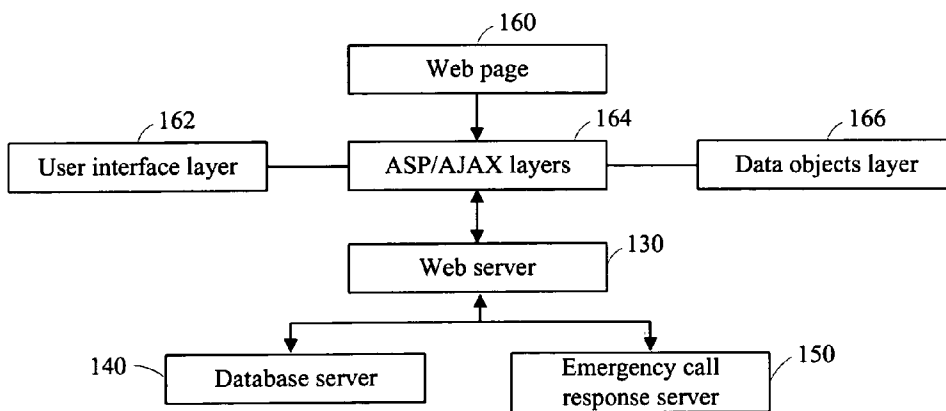 160
Web page
162
164
166
User interface layer
ASP/AJAX layers
Data objects layer
130
Web server
140
Database server
Emergency call
response server
150